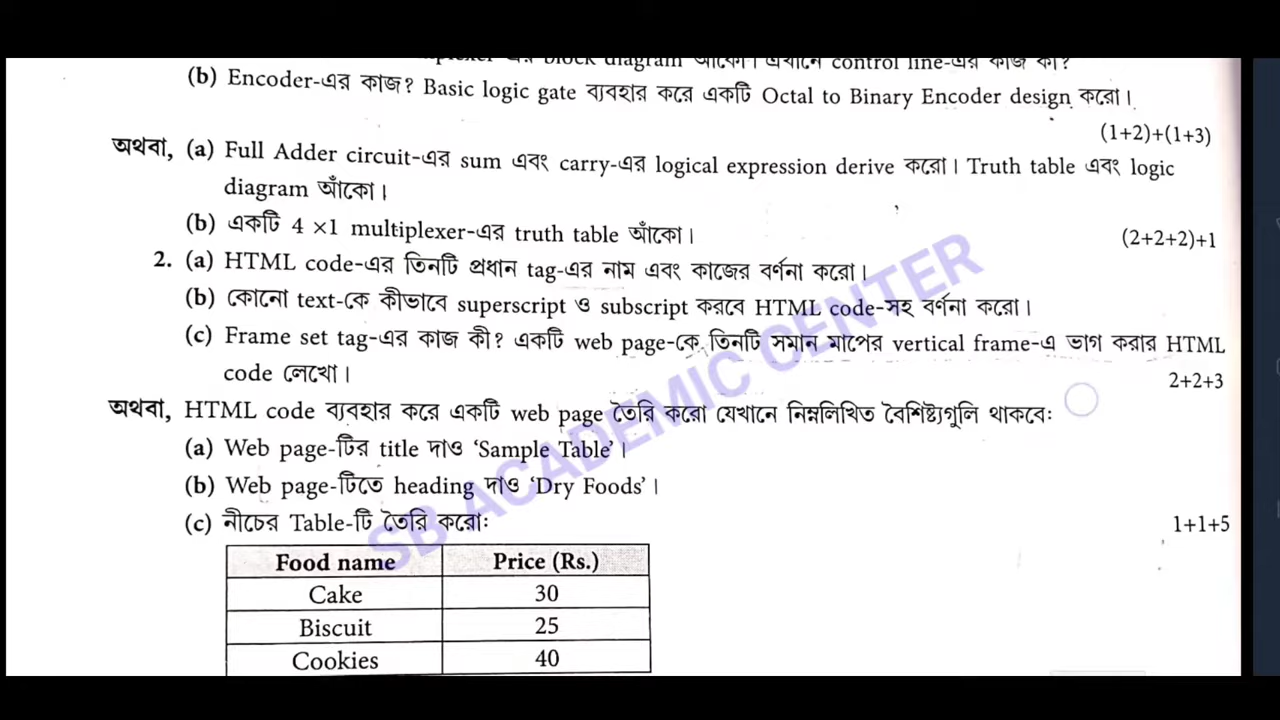 block diagram আঁকো। এখানে control line-এর কাজ কী?
(b) Encoder-এর কাজ? Basic logic gate ব্যবহার করে একটি Octal to Binary Encoder design করো।
(1+2)+(1+3)
অথবা, (a) Full Adder circuit-এর sum এবং carry-এর logical expression derive করো। Truth table এবং logic
diagram আঁকো।
(b) একটি 4 ×1 multiplexer-এর truth table আঁকো। (2+2+2)+1
2. (a) HTML code-এর তিনটি প্রধান tag-এর নাম এবং কাজের বর্ণনা করো।
(b) কোনো text-কে কীভাবে superscript ও subscript করবে HTML code-সহ বর্ণনা করো।
(c) Frame set tag-এর কাজ কী? একটি web page-কে তিনটি সমান মাপের vertical frame-এ ভাগ করার HTML
code লেখো। 2+2+3
অথবা, HTML code ব্যবহার করে একটি web page তৈরি করো যেখানে নিম্নলিখিত বৈশিষ্ট্যগুলি থাকবেঃ
(a) Web page-টির title দাও ‘Sample Table’।
(b) Web page-টিতে heading দাও ‘Dry Foods’।
(c) নীচের Table-টি তৈরি করোঃ 1+1+5
Food name Price (Rs.)
Cake 30
Biscuit 25
Cookies 40
SB ACADEMIC CENTER